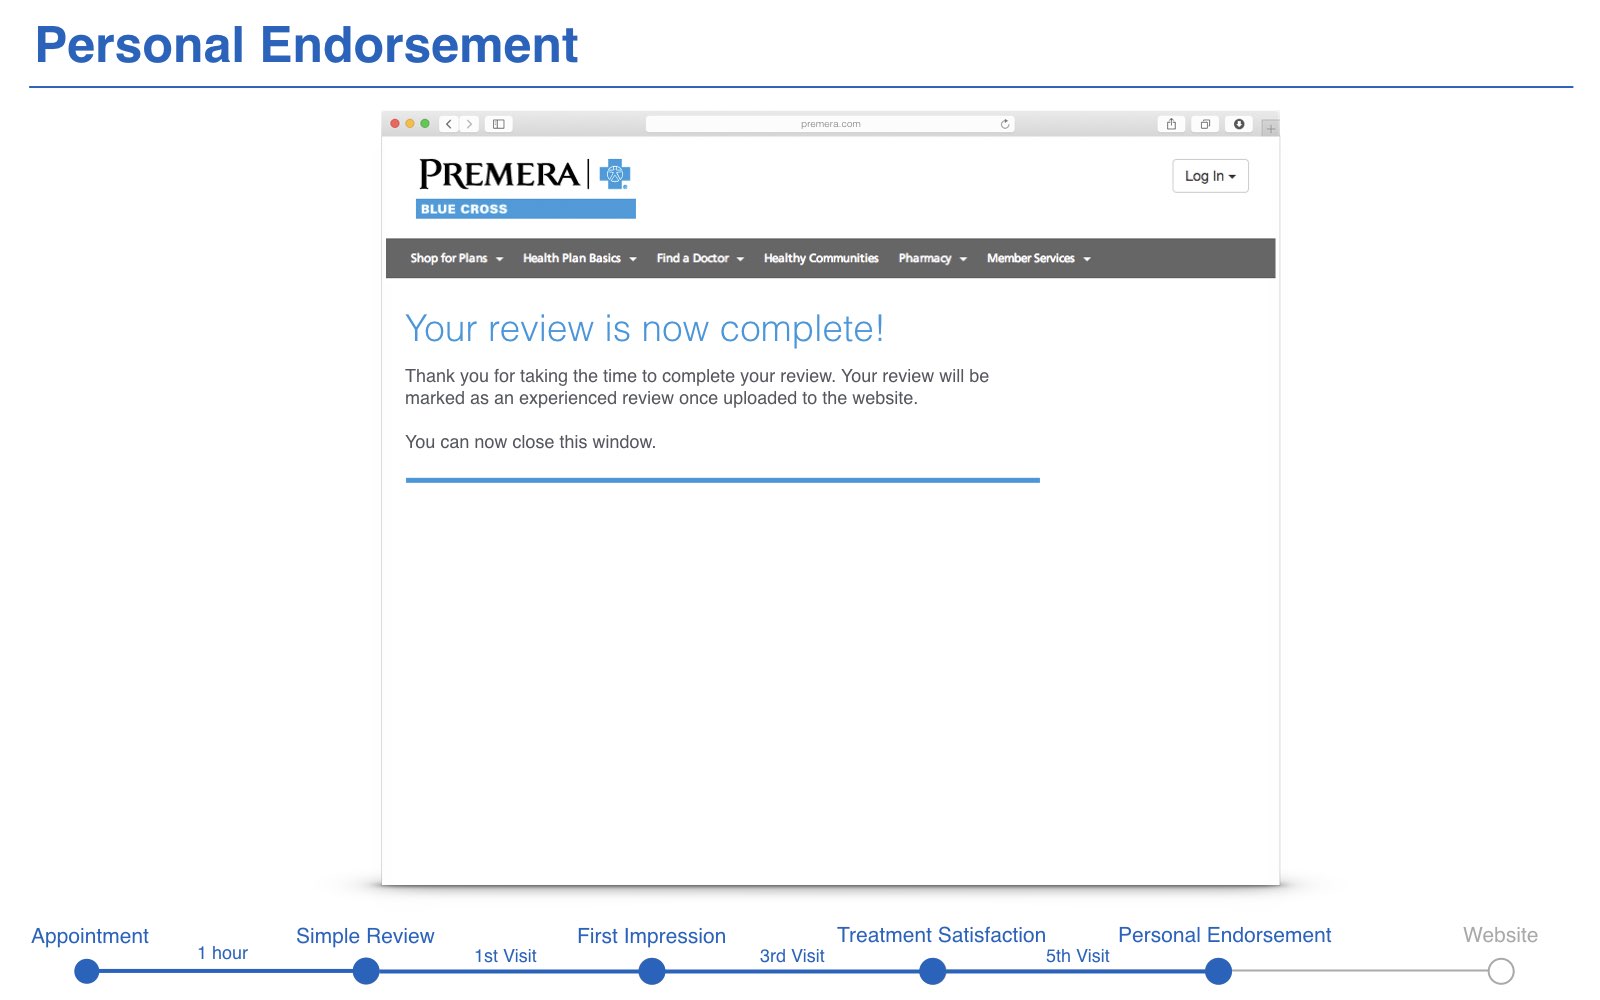 Personal Endorsement
premera.com
PREMERA
BLUE CROSS
Log In
Shop for Plans Health Plan Basics Find a Doctor Healthy Communities Pharmacy Member Services
Your review is now complete!
Thank you for taking the time to complete your review. Your review will be
marked as an experienced review once uploaded to the website.
You can now close this window.
Appointment
1 hour
Simple Review
1st Visit
First Impression
3rd Visit
Treatment Satisfaction
5th Visit
Personal Endorsement
Website